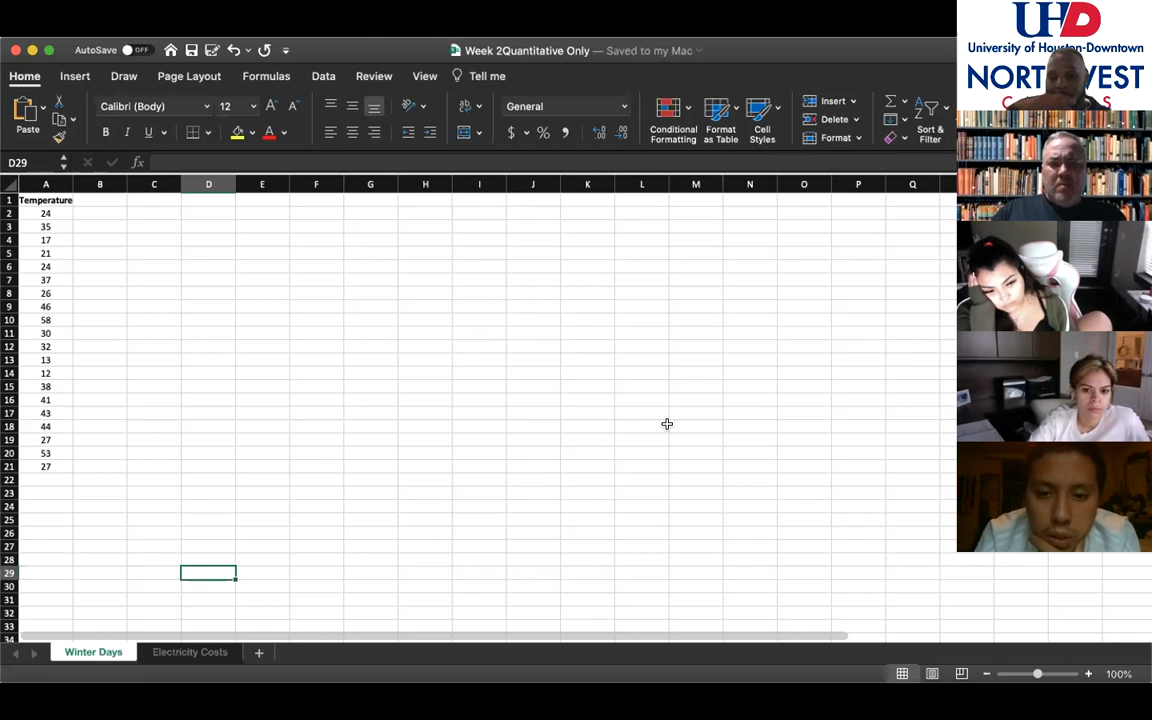 AutoSave OFF
Week 2Quantitative Only — Saved to my Mac
Home Insert Draw Page Layout Formulas Data Review View Tell me
Paste
Calibri (Body) 12
B I U A
General
$ %
Conditional Formatting
Format as Table
Cell Styles
Insert
Delete
Format
Sort & Filter
D29 fx
A B C D E F G H I J K L M N O P Q
1 Temperature
2 24
3 35
4 17
5 21
6 24
7 37
8 26
9 46
10 58
11 30
12 32
13 13
14 12
15 38
16 41
17 43
18 44
19 27
20 53
21 27
22
23
24
25
26
27
28
29
30
31
32
33
34
Winter Days Electricity Costs +
100%
UHD
University of Houston-Downtown